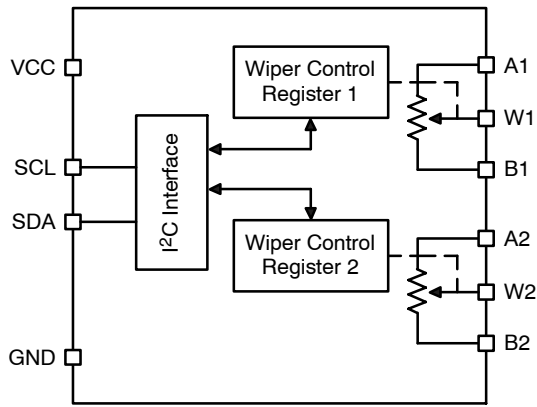 VCC
SCL
SDA
GND
I²C Interface
Wiper Control
Register 1
Wiper Control
Register 2
A1
W1
B1
A2
W2
B2